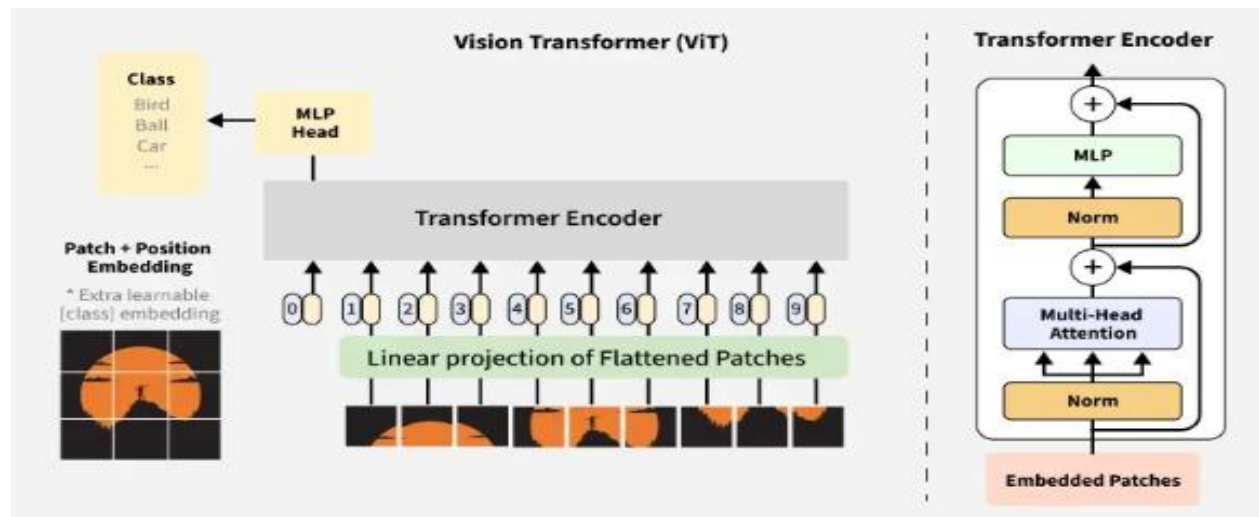 Vision Transformer (ViT)
Class
Bird
Ball
Car
...
MLP
Head
Transformer Encoder
Patch + Position
Embedding
* Extra learnable
[class] embedding
0 1 2 3 4 5 6 7 8 9
Linear projection of Flattened Patches
Transformer Encoder
+
MLP
Norm
+
Multi-Head
Attention
Norm
Embedded Patches